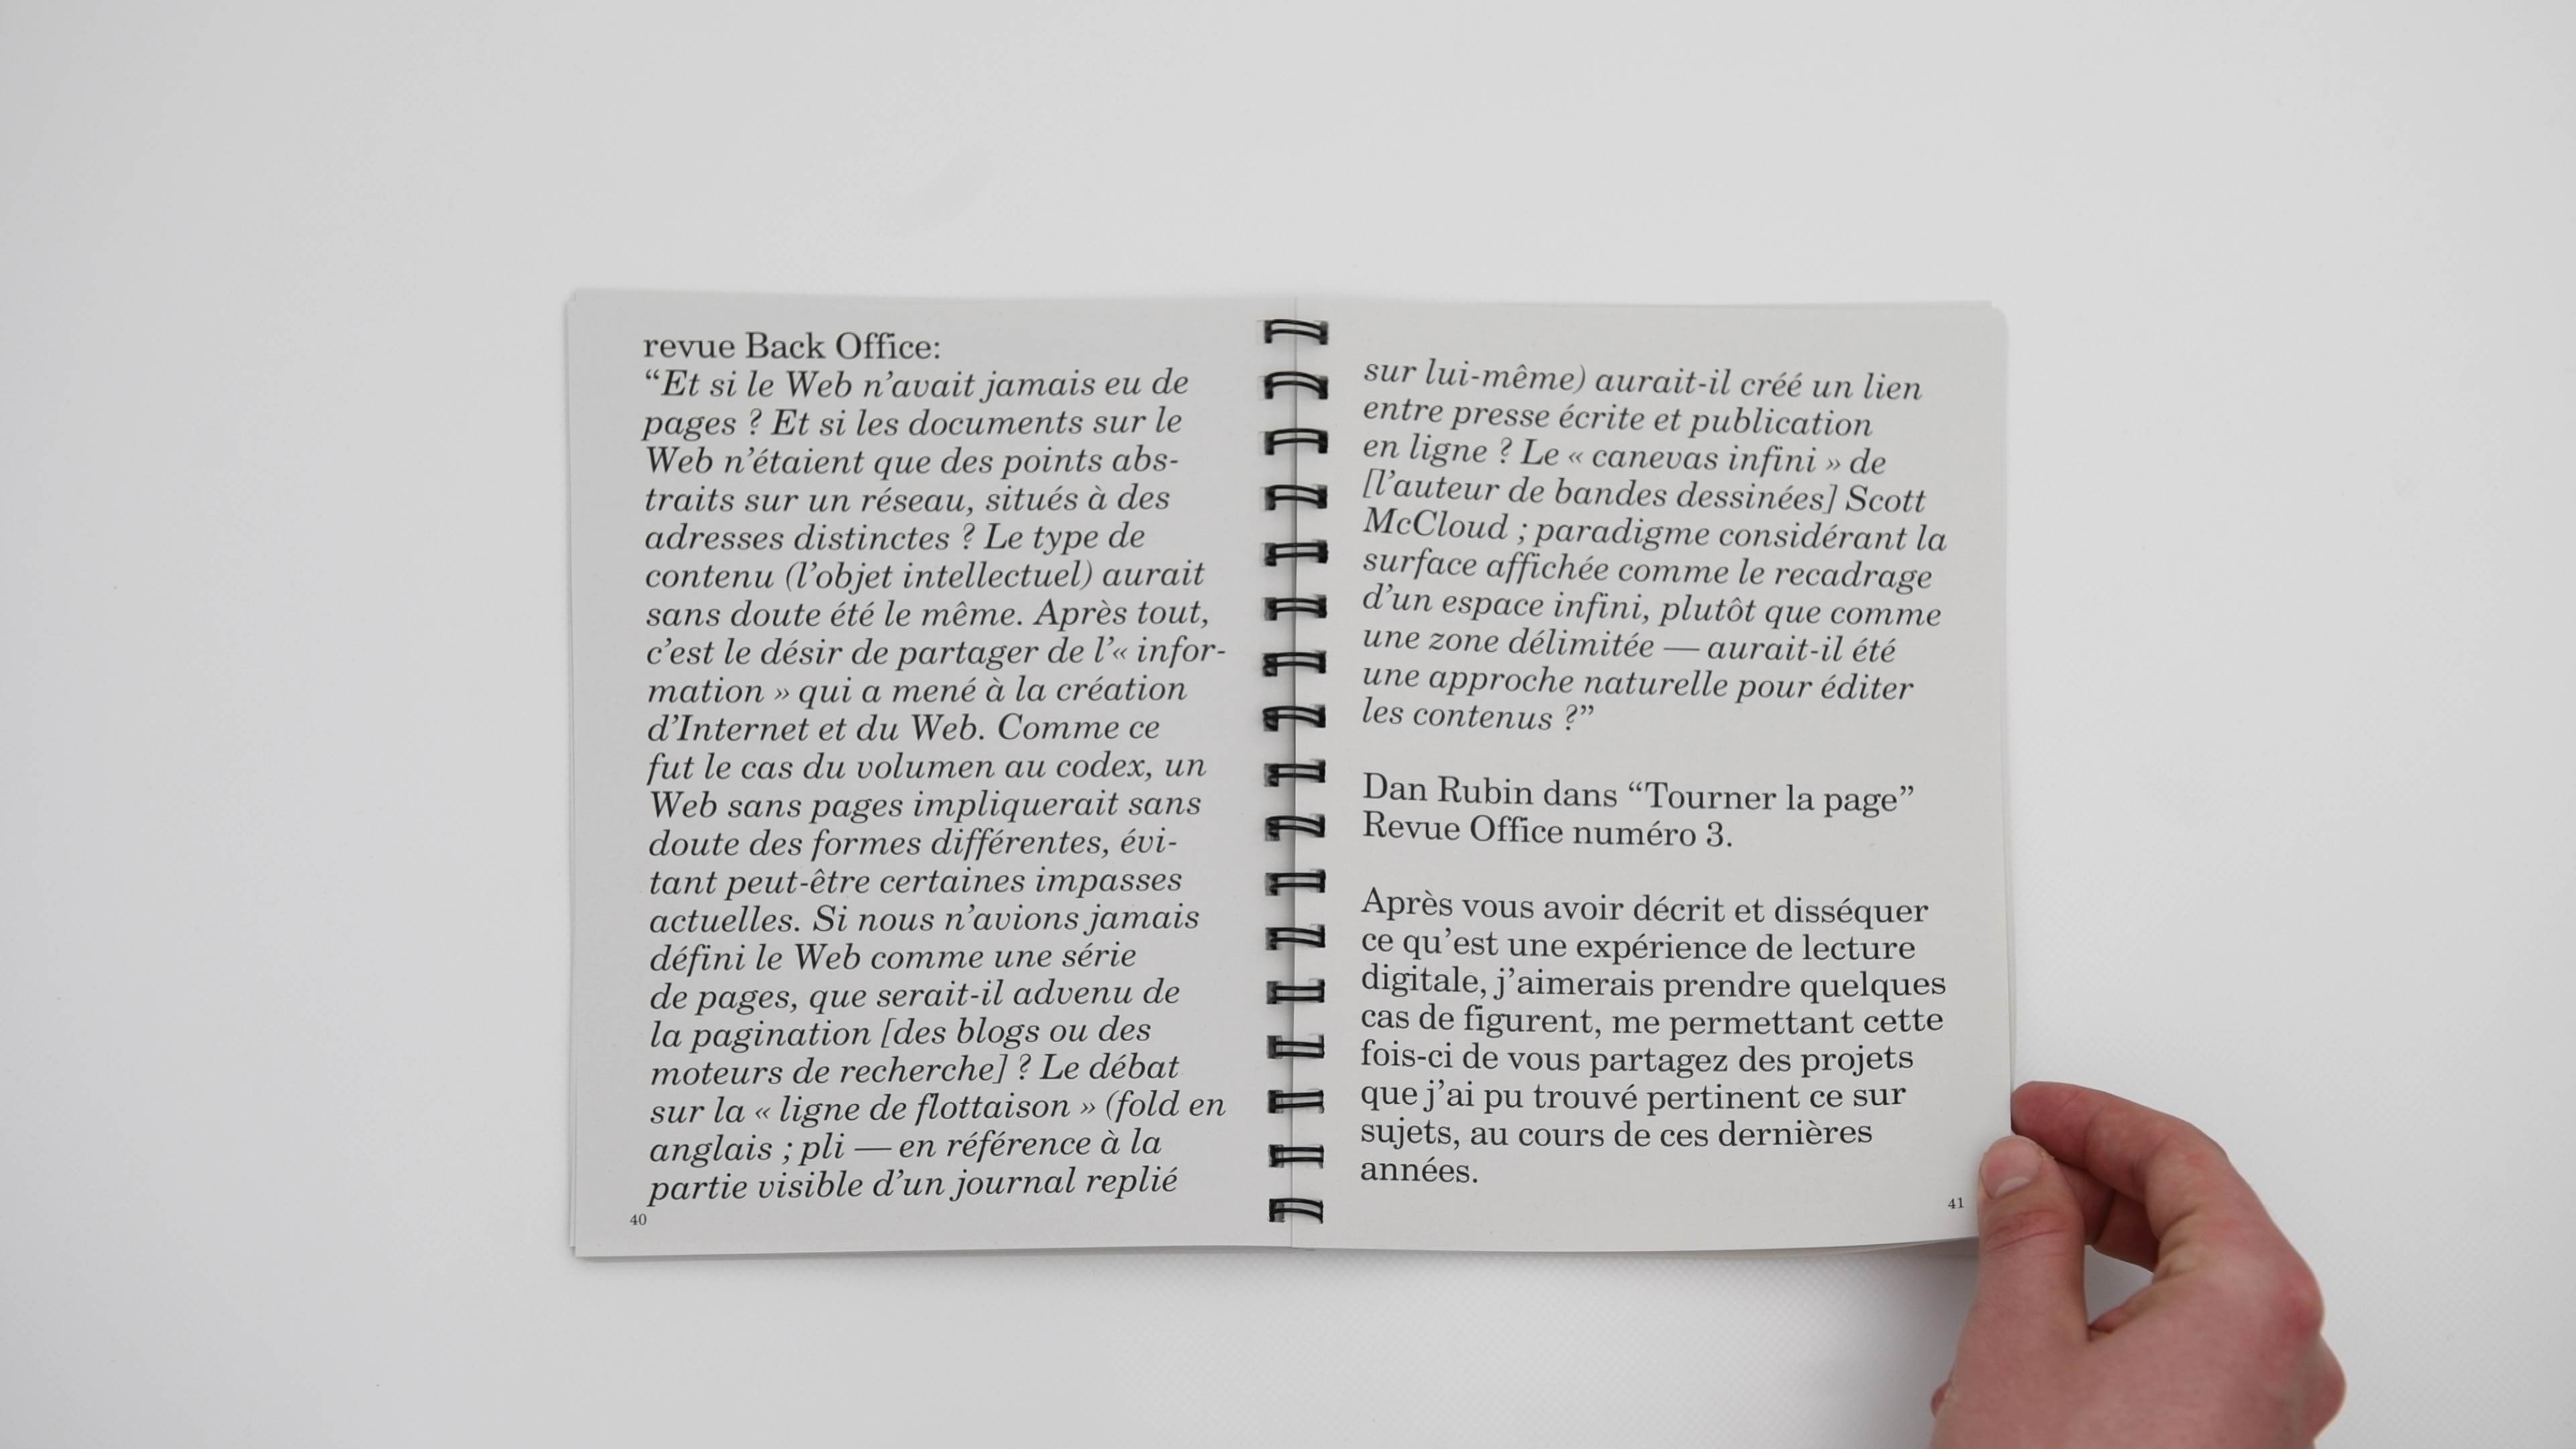 revue Back Office:
“Et si le Web n’avait jamais eu de
pages ? Et si les documents sur le
Web n’étaient que des points abs-
traits sur un réseau, situés à des
adresses distinctes ? Le type de
contenu (l’objet intellectuel) aurait
sans doute été le même. Après tout,
c’est le désir de partager de l’« infor-
mation » qui a mené à la création
d’Internet et du Web. Comme ce
fut le cas du volumen au codex, un
Web sans pages impliquerait sans
doute des formes différentes, évi-
tant peut-être certaines impasses
actuelles. Si nous n’avions jamais
défini le Web comme une série
de pages, que serait-il advenu de
la pagination [des blogs ou des
moteurs de recherche] ? Le débat
sur la « ligne de flottaison » (fold en
anglais ; pli — en référence à la
partie visible d’un journal replié
40
sur lui-même) aurait-il créé un lien
entre presse écrite et publication
en ligne ? Le « canevas infini » de
[l’auteur de bandes dessinées] Scott
McCloud ; paradigme considérant la
surface affichée comme le recadrage
d’un espace infini, plutôt que comme
une zone délimitée — aurait-il été
une approche naturelle pour éditer
les contenus ?”
Dan Rubin dans “Tourner la page”
Revue Office numéro 3.
Après vous avoir décrit et disséquer
ce qu’est une expérience de lecture
digitale, j’aimerais prendre quelques
cas de figurent, me permettant cette
fois-ci de vous partagez des projets
que j’ai pu trouvé pertinent ce sur
sujets, au cours de ces dernières
années.
41